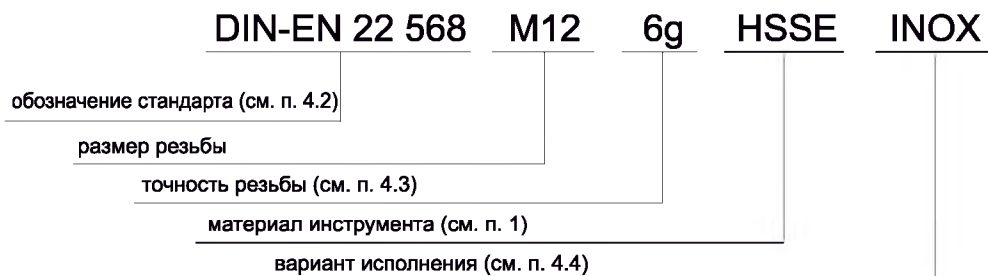 DIN-EN 22 568 M12 6g HSSE INOX
обозначение стандарта (см. п. 4.2)
размер резьбы
точность резьбы (см. п. 4.3)
материал инструмента (см. п. 1)
вариант исполнения (см. п. 4.4)